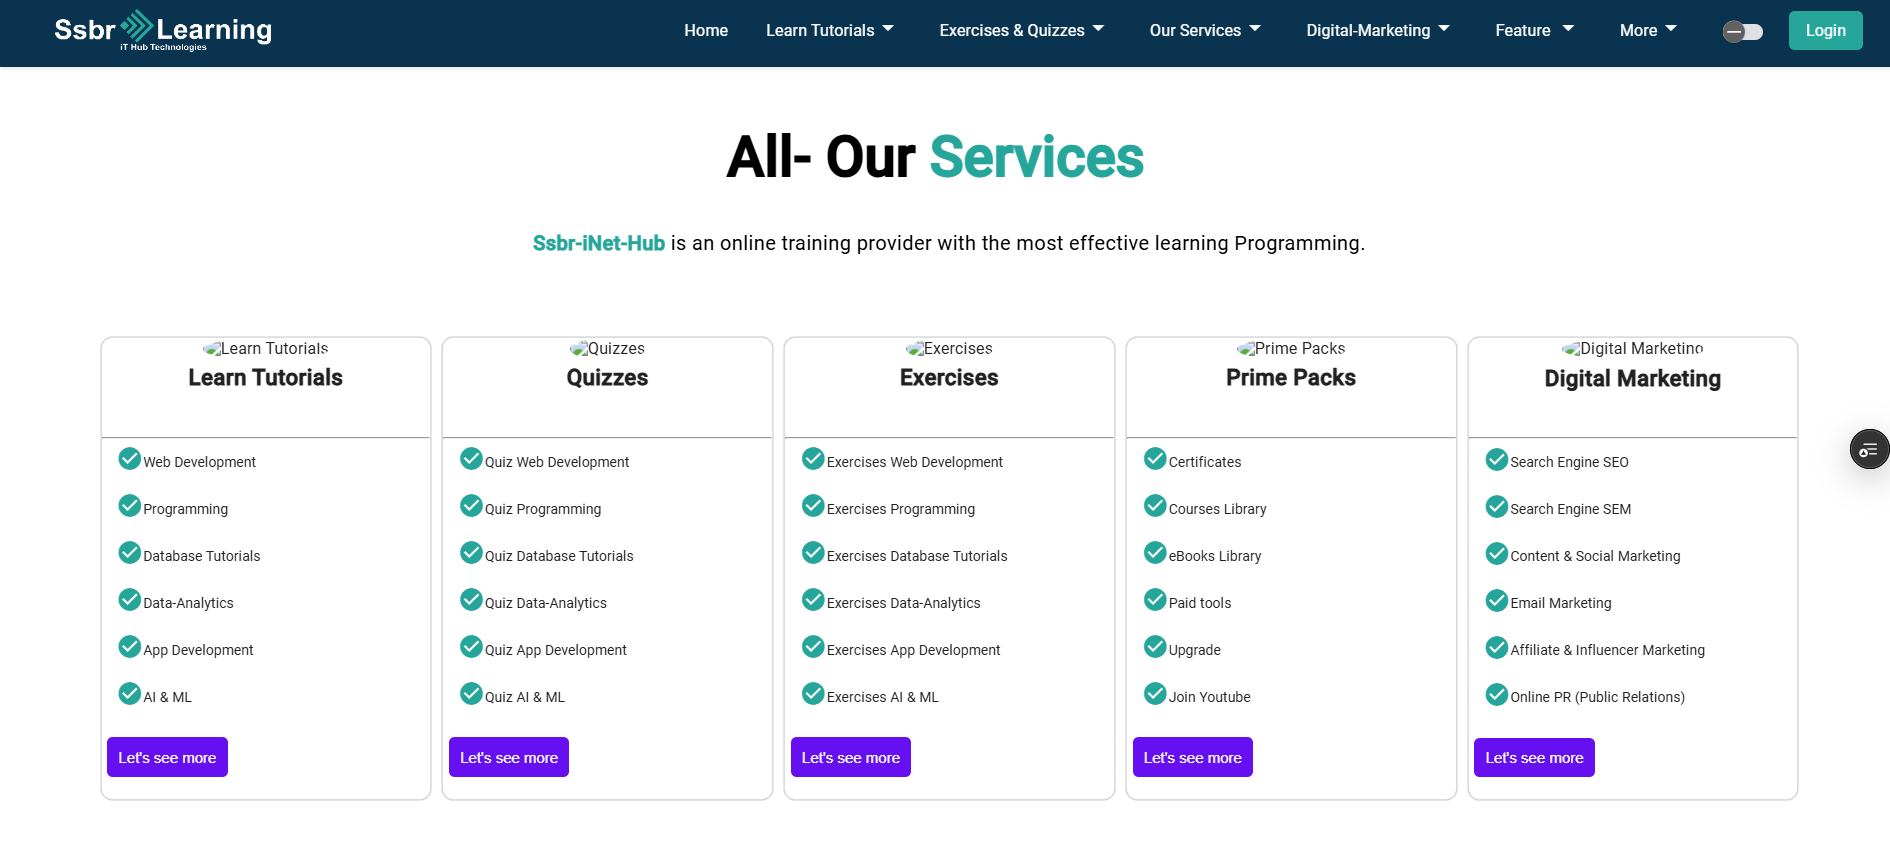 Ssbr Learning
iT Hub Technologies
Home Learn Tutorials Exercises & Quizzes Our Services Digital-Marketing Feature More Login
All- Our Services
Ssbr-iNet-Hub is an online training provider with the most effective learning Programming.
Learn Tutorials
Learn Tutorials
Web Development
Programming
Database Tutorials
Data-Analytics
App Development
AI & ML
Let's see more
Quizzes
Quizzes
Quiz Web Development
Quiz Programming
Quiz Database Tutorials
Quiz Data-Analytics
Quiz App Development
Quiz AI & ML
Let's see more
Exercises
Exercises
Exercises Web Development
Exercises Programming
Exercises Database Tutorials
Exercises Data-Analytics
Exercises App Development
Exercises AI & ML
Let's see more
Prime Packs
Prime Packs
Certificates
Courses Library
eBooks Library
Paid tools
Upgrade
Join Youtube
Let's see more
Digital Marketing
Digital Marketing
Search Engine SEO
Search Engine SEM
Content & Social Marketing
Email Marketing
Affiliate & Influencer Marketing
Online PR (Public Relations)
Let's see more